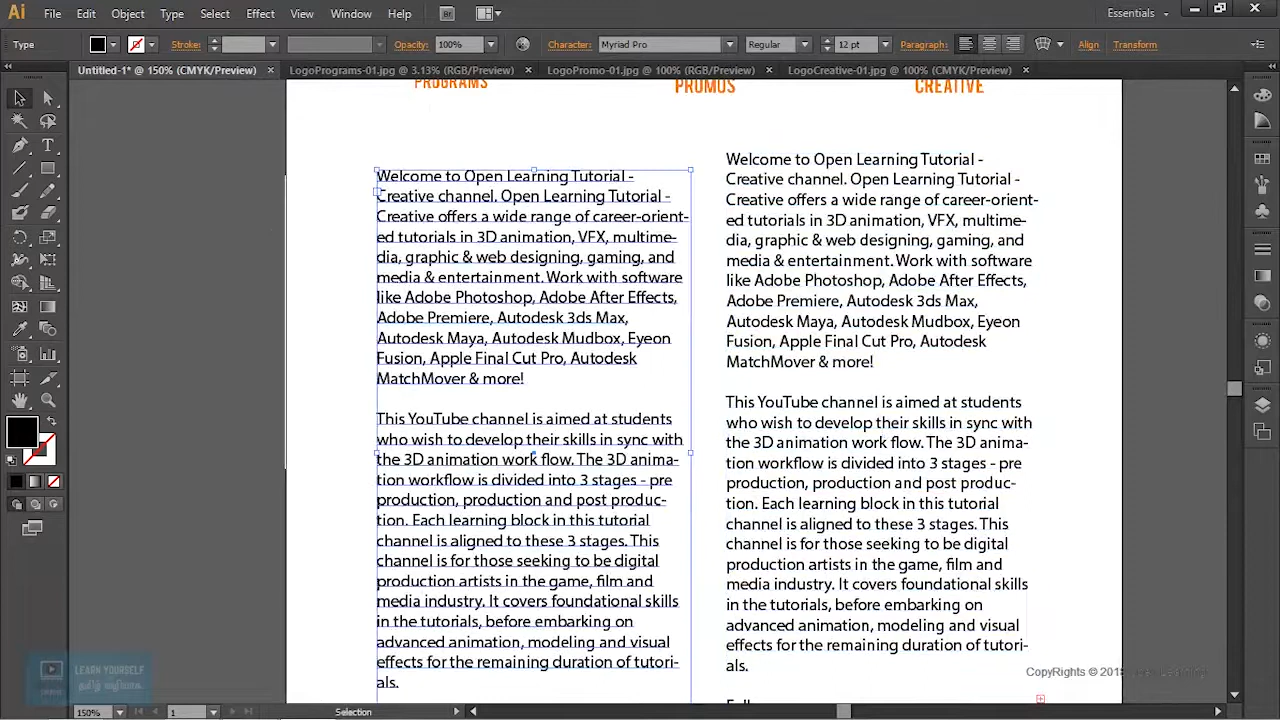 Ai File Edit Object Type Select Effect View Window Help Br Essentials
Type Stroke: Opacity: 100% Character: Myriad Pro Regular 12 pt Paragraph: Align Transform
Untitled-1* @ 150% (CMYK/Preview) LogoPrograms-01.jpg @ 3.13% (RGB/Preview) LogoPromo-01.jpg @ 100% (RGB/Preview) LogoCreative-01.jpg @ 100% (CMYK/Preview)
PROGRAMS PROMOS CREATIVE
Welcome to Open Learning Tutorial -
Creative channel. Open Learning Tutorial -
Creative offers a wide range of career-orient-
ed tutorials in 3D animation, VFX, multime-
dia, graphic & web designing, gaming, and
media & entertainment. Work with software
like Adobe Photoshop, Adobe After Effects,
Adobe Premiere, Autodesk 3ds Max,
Autodesk Maya, Autodesk Mudbox, Eyeon
Fusion, Apple Final Cut Pro, Autodesk
MatchMover & more!
This YouTube channel is aimed at students
who wish to develop their skills in sync with
the 3D animation work flow. The 3D anima-
tion workflow is divided into 3 stages - pre
production, production and post produc-
tion. Each learning block in this tutorial
channel is aligned to these 3 stages. This
channel is for those seeking to be digital
production artists in the game, film and
media industry. It covers foundational skills
in the tutorials, before embarking on
advanced animation, modeling and visual
effects for the remaining duration of tutori-
als.
Welcome to Open Learning Tutorial -
Creative channel. Open Learning Tutorial -
Creative offers a wide range of career-orient-
ed tutorials in 3D animation, VFX, multime-
dia, graphic & web designing, gaming, and
media & entertainment. Work with software
like Adobe Photoshop, Adobe After Effects,
Adobe Premiere, Autodesk 3ds Max,
Autodesk Maya, Autodesk Mudbox, Eyeon
Fusion, Apple Final Cut Pro, Autodesk
MatchMover & more!
This YouTube channel is aimed at students
who wish to develop their skills in sync with
the 3D animation work flow. The 3D anima-
tion workflow is divided into 3 stages - pre
production, production and post produc-
tion. Each learning block in this tutorial
channel is aligned to these 3 stages. This
channel is for those seeking to be digital
production artists in the game, film and
media industry. It covers foundational skills
in the tutorials, before embarking on
advanced animation, modeling and visual
effects for the remaining duration of tutori-
als.
LEARN YOURSELF
தமிழ் வழியாக.
CopyRights ©
150% 1 Selection